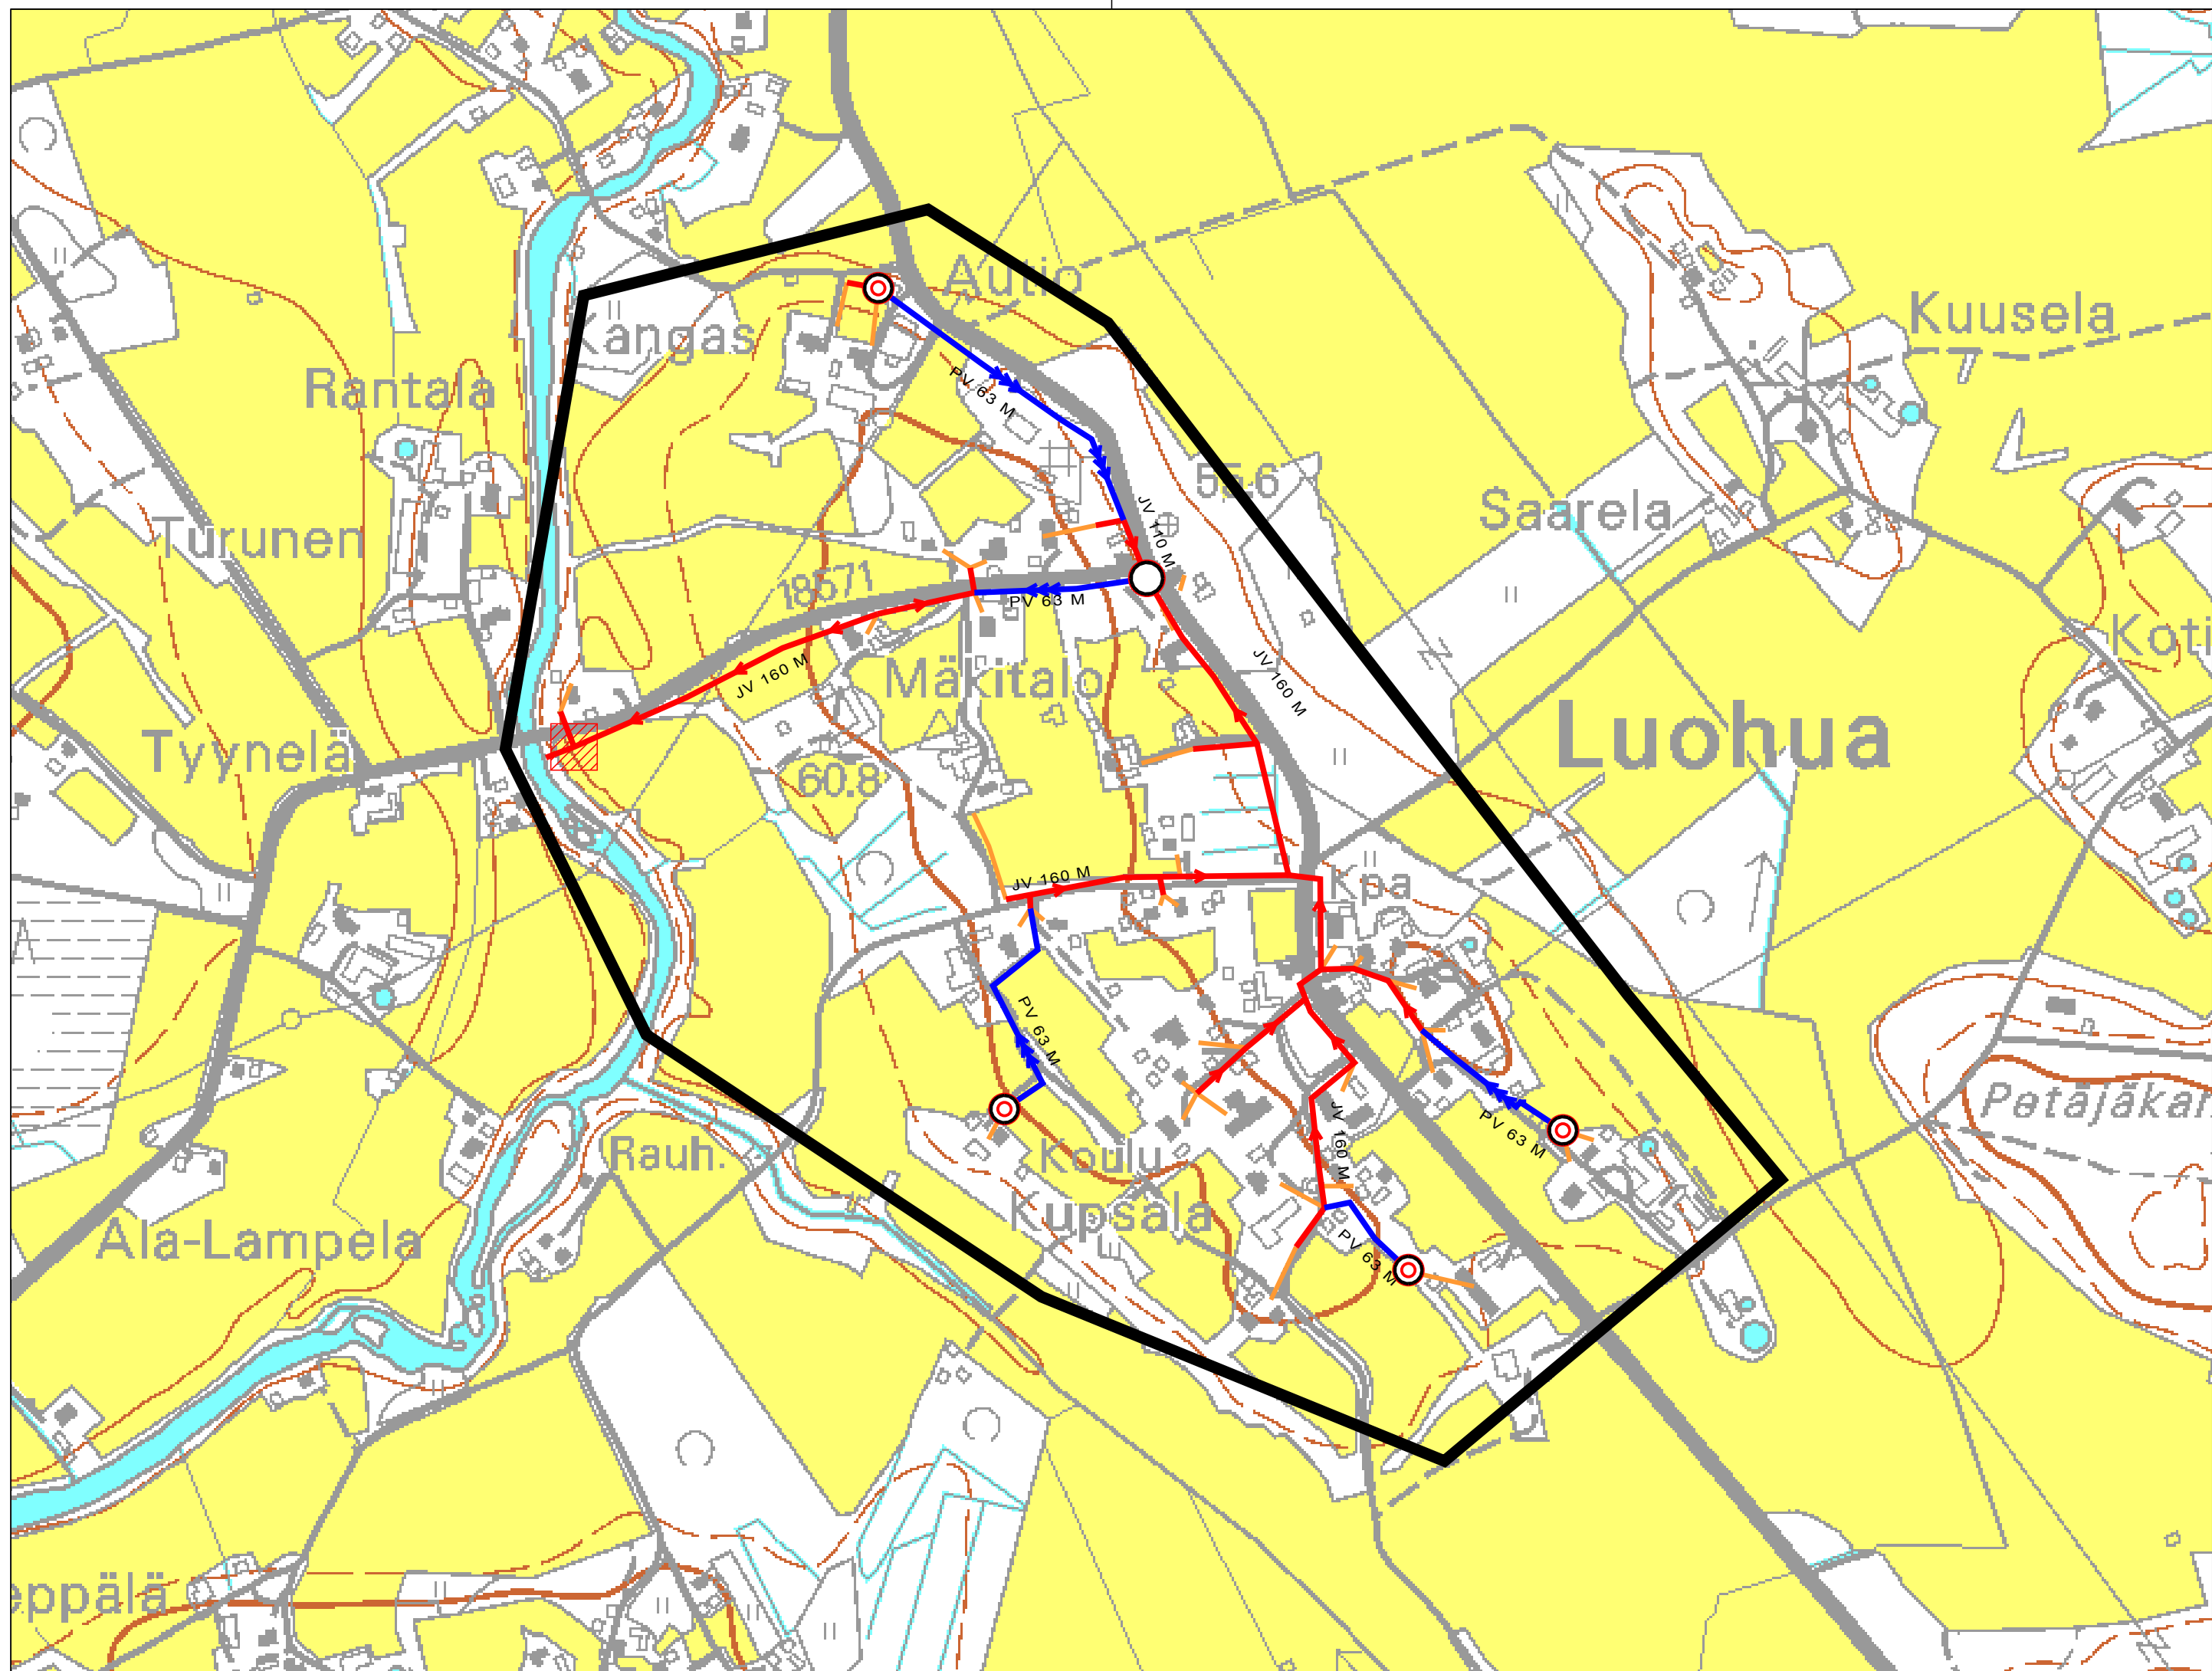 Autio
Kangas
Kuusela
Rantala
PV 63 M
55.6
Saarela
Turunen
JV 110 M
18571
PV 63 M
Koti
JV 160 M
Mäkitalo
JV 160 M
Luohua
Tyynelä
60.8
JV 160 M
Kpa
PV 63 M
Petäjäkan
PV 63 M
JV 160 M
Rauh.
Koulu
Kupsala
Ala-Lampela
PV 63 M
eppälä